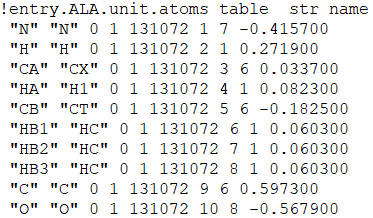 !entry.ALA.unit.atoms table  str name
"N" "N" 0 1 131072 1 7 -0.415700
"H" "H" 0 1 131072 2 1 0.271900
"CA" "CX" 0 1 131072 3 6 0.033700
"HA" "H1" 0 1 131072 4 1 0.082300
"CB" "CT" 0 1 131072 5 6 -0.182500
"HB1" "HC" 0 1 131072 6 1 0.060300
"HB2" "HC" 0 1 131072 7 1 0.060300
"HB3" "HC" 0 1 131072 8 1 0.060300
"C" "C" 0 1 131072 9 6 0.597300
"O" "O" 0 1 131072 10 8 -0.567900